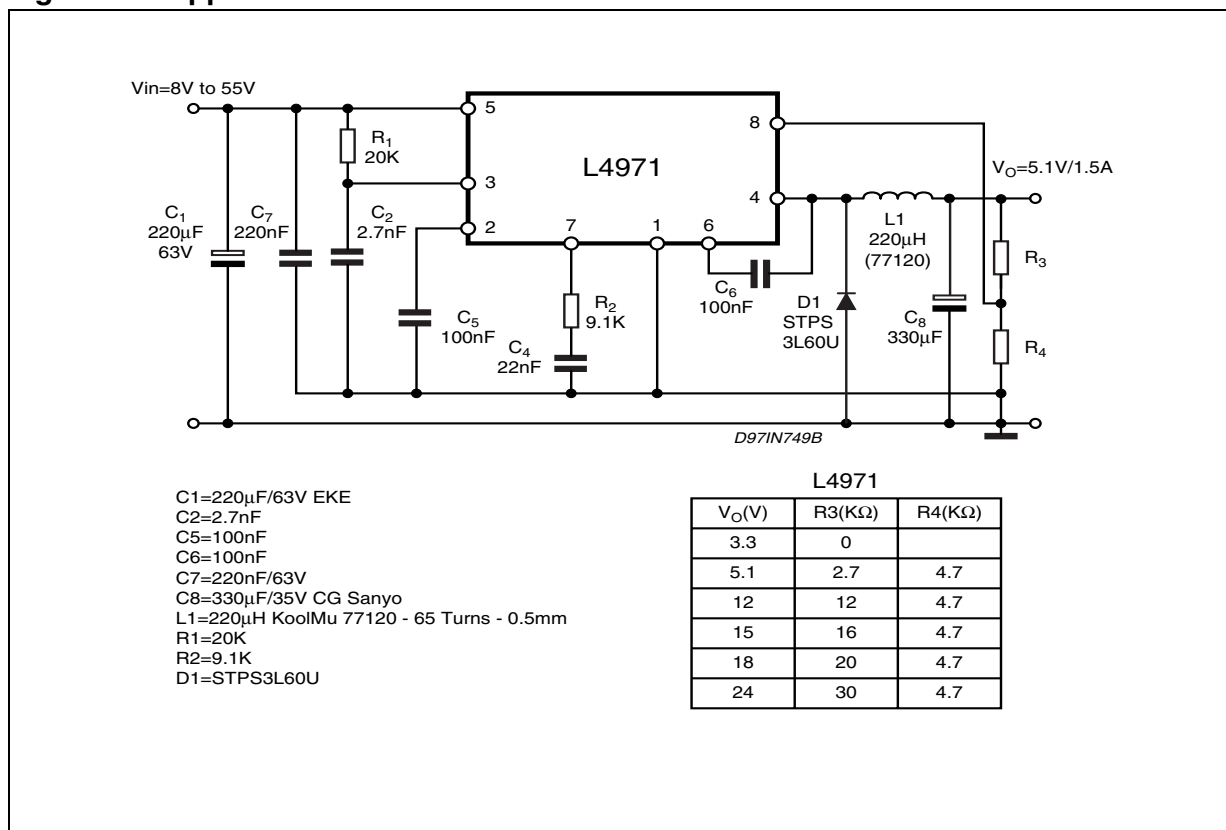 Vin=8V to 55V
5
8
R1
20K
L4971
VO=5.1V/1.5A
3
4
C1
220μF
63V
C7
220nF
C2
2.7nF
2
7
1
6
L1
220μH
(77120)
R3
C6
100nF
R2
9.1K
D1
STPS
3L60U
C8
330μF
C5
100nF
C4
22nF
R4
D97IN749B
C1=220μF/63V EKE
C2=2.7nF
C5=100nF
C6=100nF
C7=220nF/63V
C8=330μF/35V CG Sanyo
L1=220μH KoolMu 77120 - 65 Turns - 0.5mm
R1=20K
R2=9.1K
D1=STPS3L60U
L4971
VO(V) R3(KΩ) R4(KΩ)
3.3 0
5.1 2.7 4.7
12 12 4.7
15 16 4.7
18 20 4.7
24 30 4.7